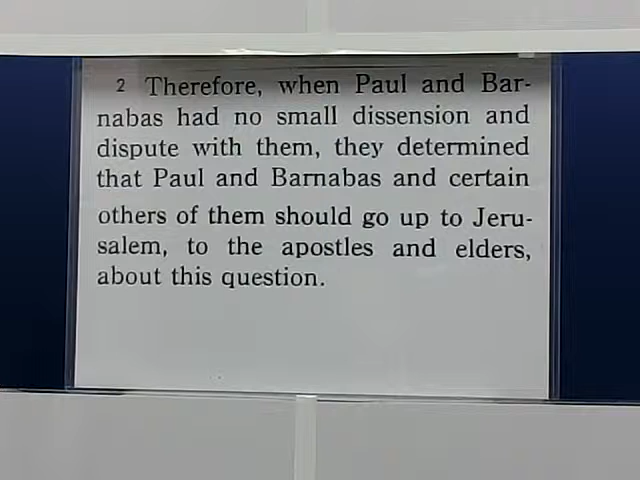 2 Therefore, when Paul and Bar-
nabas had no small dissension and
dispute with them, they determined
that Paul and Barnabas and certain
others of them should go up to Jeru-
salem, to the apostles and elders,
about this question.